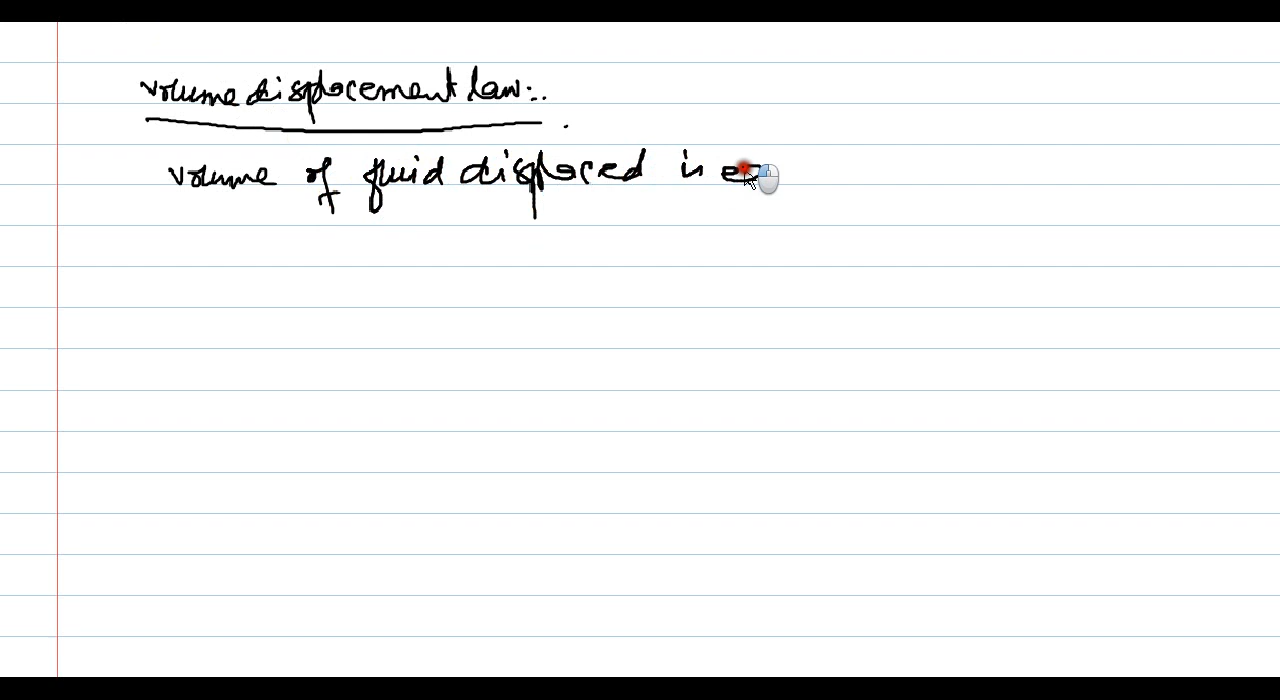 volume displacement law:-.
volume of fluid displaced is